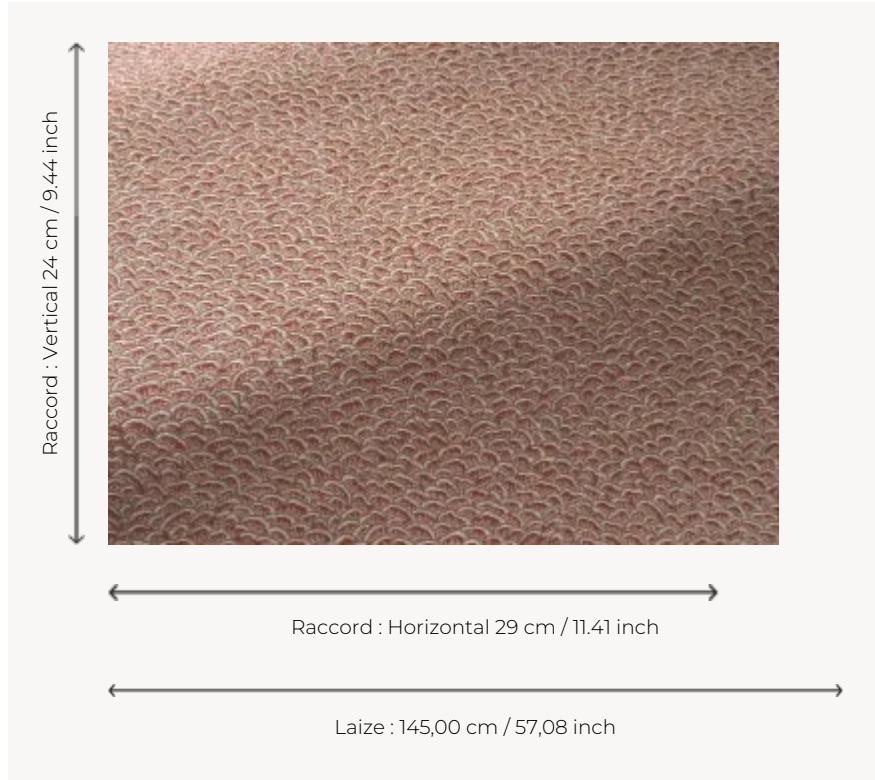 Raccord : Vertical 24 cm / 9.44 inch
Raccord : Horizontal 29 cm / 11.41 inch
Laize : 145,00 cm / 57,08 inch